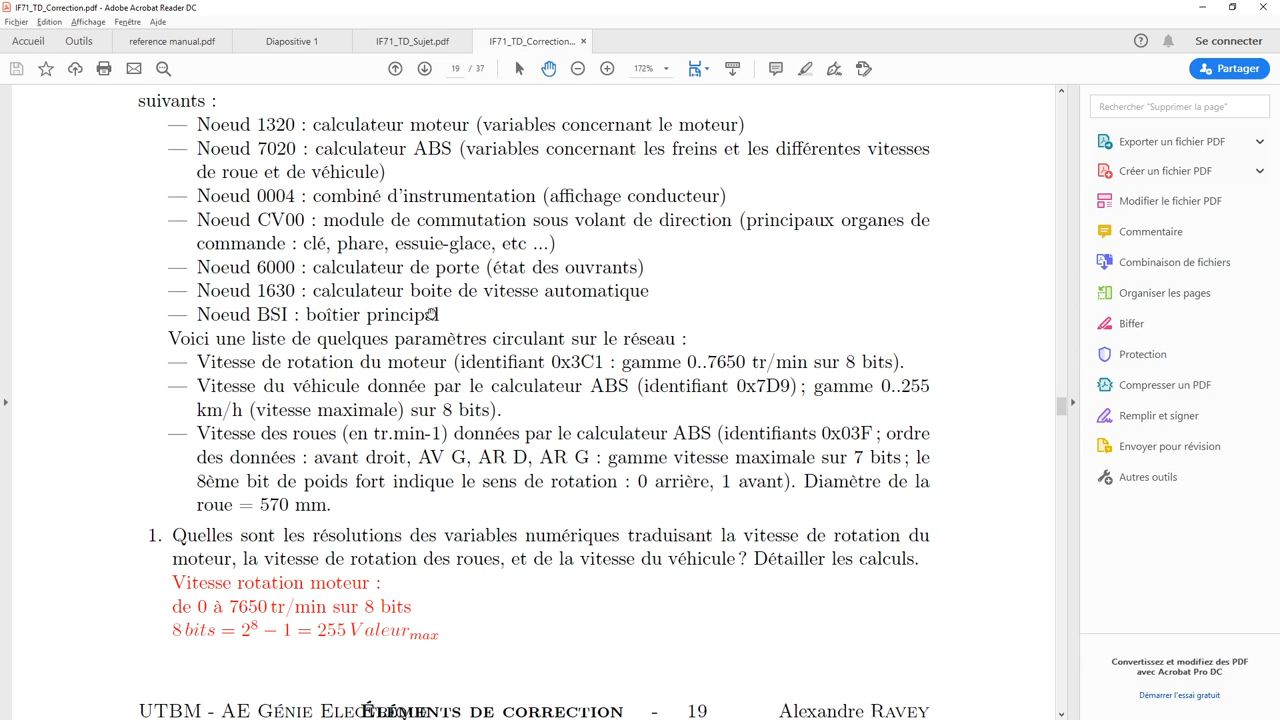 IF71_TD_Correction.pdf - Adobe Acrobat Reader DC
Fichier Edition Affichage Fenêtre Aide
Accueil Outils reference manual.pdf Diapositive 1 IF71_TD_Sujet.pdf IF71_TD_Correction... × Se connecter
19 / 37 172% Partager
suivants :
— Noeud 1320 : calculateur moteur (variables concernant le moteur)
— Noeud 7020 : calculateur ABS (variables concernant les freins et les différentes vitesses
de roue et de véhicule)
— Noeud 0004 : combiné d'instrumentation (affichage conducteur)
— Noeud CV00 : module de commutation sous volant de direction (principaux organes de
commande : clé, phare, essuie-glace, etc ...)
— Noeud 6000 : calculateur de porte (état des ouvrants)
— Noeud 1630 : calculateur boite de vitesse automatique
— Noeud BSI : boîtier principal
Voici une liste de quelques paramètres circulant sur le réseau :
— Vitesse de rotation du moteur (identifiant 0x3C1 : gamme 0..7650 tr/min sur 8 bits).
— Vitesse du véhicule donnée par le calculateur ABS (identifiant 0x7D9) ; gamme 0..255
km/h (vitesse maximale) sur 8 bits).
— Vitesse des roues (en tr.min-1) données par le calculateur ABS (identifiants 0x03F ; ordre
des données : avant droit, AV G, AR D, AR G : gamme vitesse maximale sur 7 bits ; le
8ème bit de poids fort indique le sens de rotation : 0 arrière, 1 avant). Diamètre de la
roue = 570 mm.
1. Quelles sont les résolutions des variables numériques traduisant la vitesse de rotation du
moteur, la vitesse de rotation des roues, et de la vitesse du véhicule ? Détailler les calculs.
Vitesse rotation moteur :
de 0 à 7650 tr/min sur 8 bits
8 bits = 2⁸ − 1 = 255 Valeur_max
UTBM - AE GÉNIE ÉLÉMENTS DE CORRECTION - 19 Alexandre RAVEY
Rechercher "Supprimer la page"
Exporter un fichier PDF
Créer un fichier PDF
Modifier le fichier PDF
Commentaire
Combinaison de fichiers
Organiser les pages
Biffer
Protection
Compresser un PDF
Remplir et signer
Envoyer pour révision
Autres outils
Convertissez et modifiez des PDF
avec Acrobat Pro DC
Démarrer l'essai gratuit